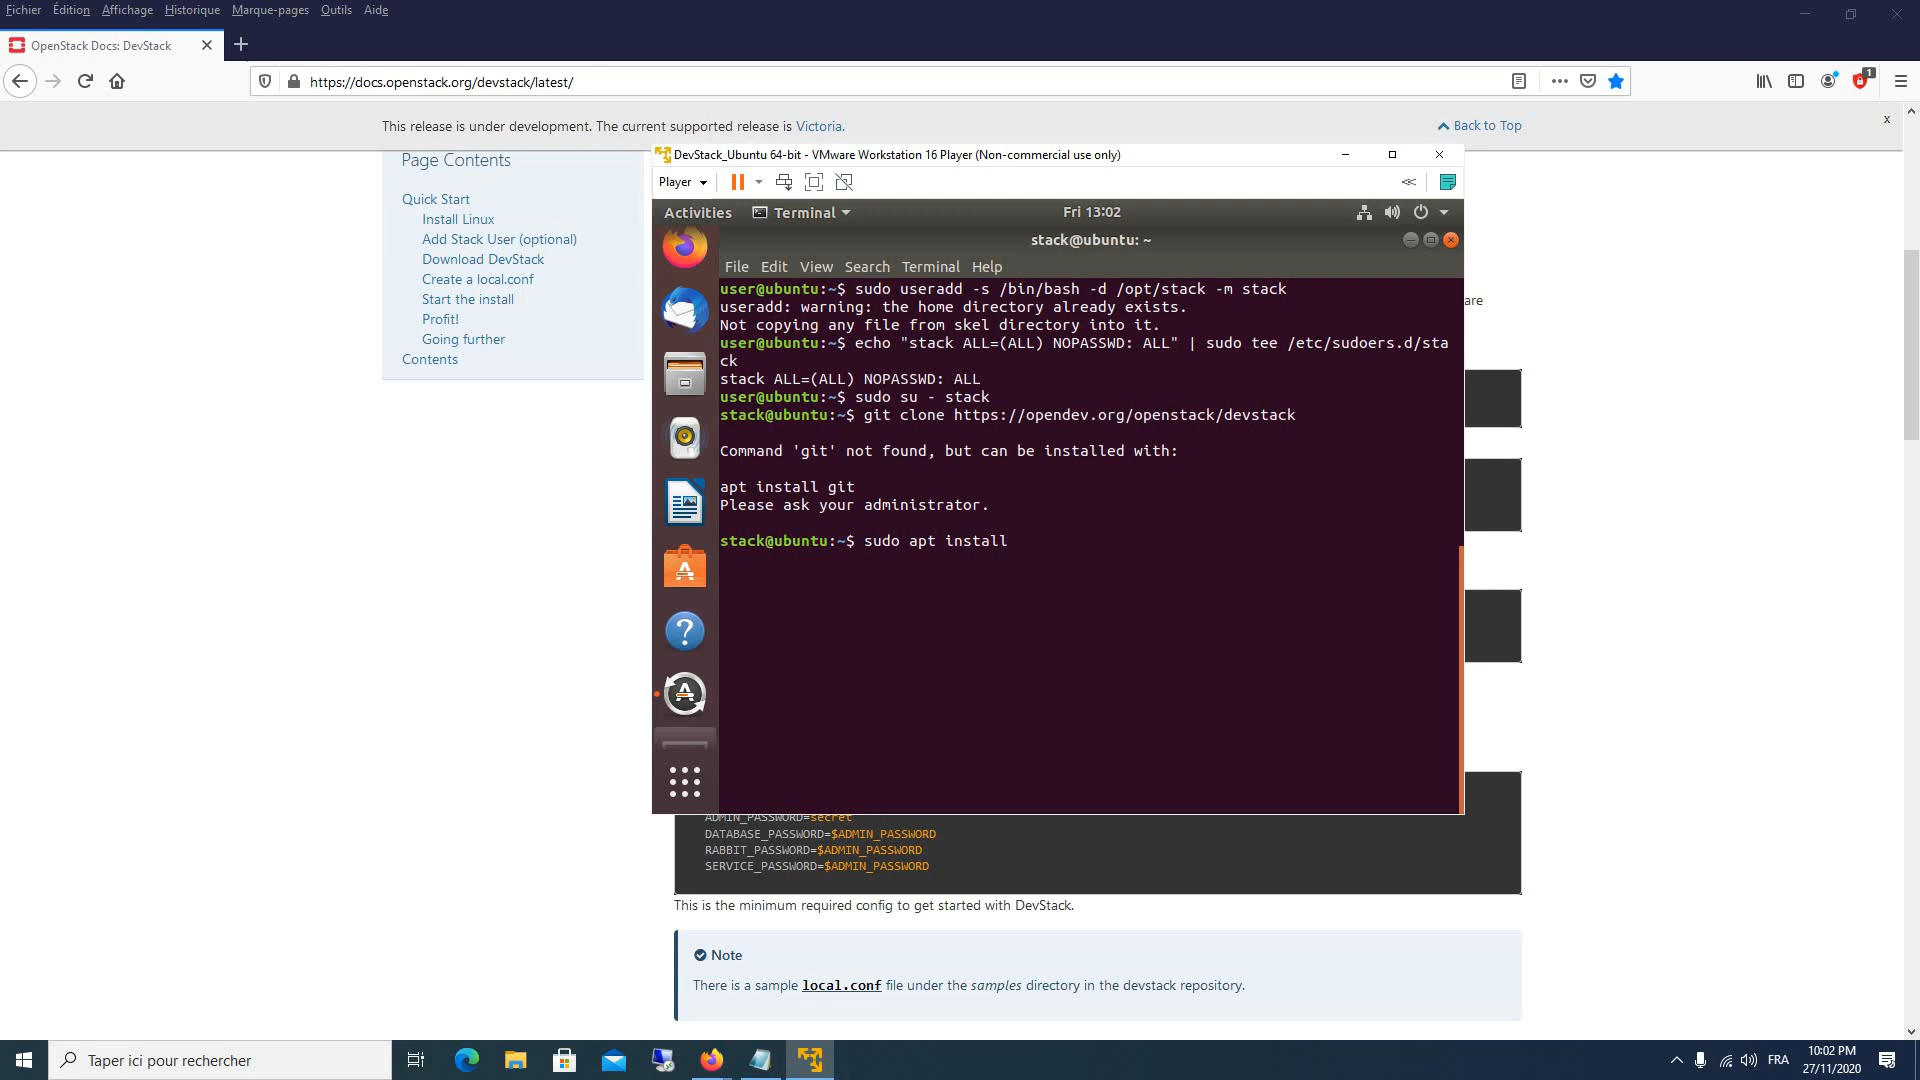 Fichier Édition Affichage Historique Marque-pages Outils Aide
OpenStack Docs: DevStack
https://docs.openstack.org/devstack/latest/
1
This release is under development. The current supported release is Victoria.
Back to Top
x
Page Contents
Quick Start
Install Linux
Add Stack User (optional)
Download DevStack
Create a local.conf
Start the install
Profit!
Going further
Contents
DevStack_Ubuntu 64-bit - VMware Workstation 16 Player (Non-commercial use only)
Player
Activities Terminal Fri 13:02
stack@ubuntu: ~
File Edit View Search Terminal Help
user@ubuntu:~$ sudo useradd -s /bin/bash -d /opt/stack -m stack
useradd: warning: the home directory already exists.
Not copying any file from skel directory into it.
user@ubuntu:~$ echo "stack ALL=(ALL) NOPASSWD: ALL" | sudo tee /etc/sudoers.d/sta
ck
stack ALL=(ALL) NOPASSWD: ALL
user@ubuntu:~$ sudo su - stack
stack@ubuntu:~$ git clone https://opendev.org/openstack/devstack
Command 'git' not found, but can be installed with:
apt install git
Please ask your administrator.
stack@ubuntu:~$ sudo apt install
are
ADMIN_PASSWORD=secret
DATABASE_PASSWORD=$ADMIN_PASSWORD
RABBIT_PASSWORD=$ADMIN_PASSWORD
SERVICE_PASSWORD=$ADMIN_PASSWORD
This is the minimum required config to get started with DevStack.
Note
There is a sample local.conf file under the samples directory in the devstack repository.
Taper ici pour rechercher
FRA
10:02 PM
27/11/2020